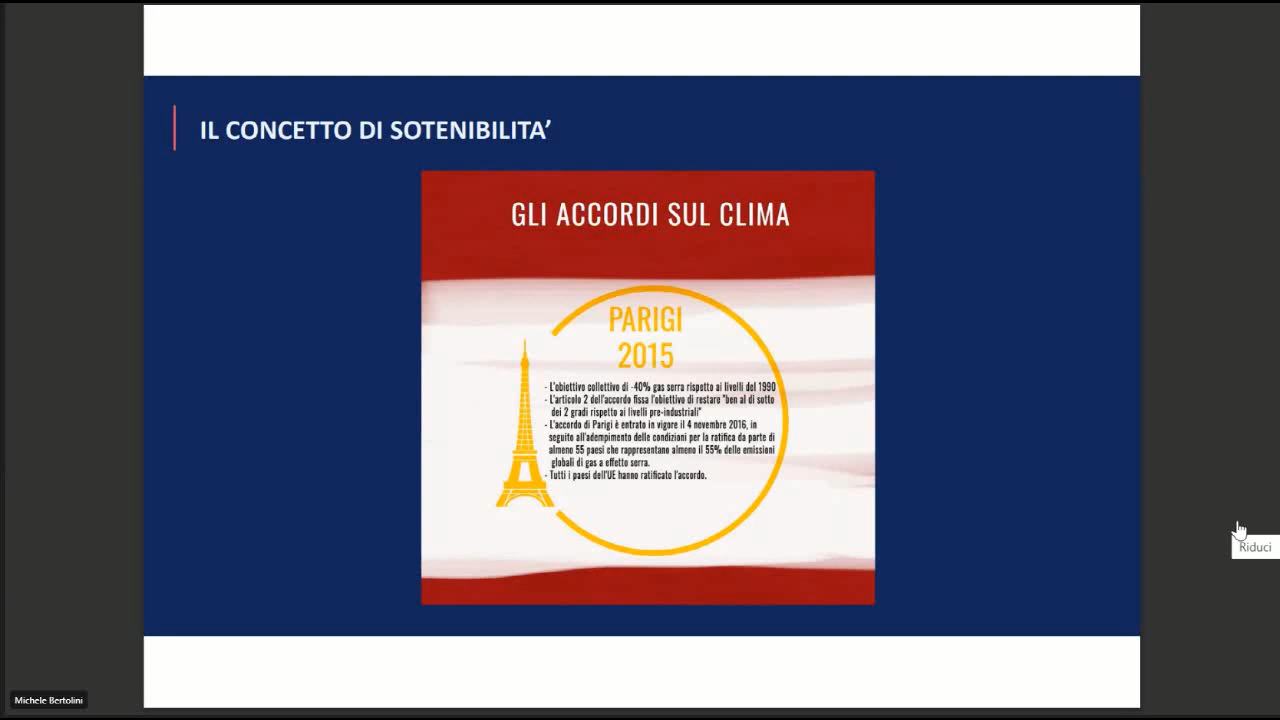 IL CONCETTO DI SOTENIBILITA’
GLI ACCORDI SUL CLIMA
PARIGI
2015
- L'obiettivo collettivo di -40% gas serra rispetto ai livelli del 1990
- L'articolo 2 dell'accordo fissa l'obiettivo di restare "ben al di sotto
dei 2 gradi rispetto ai livelli pre-industriali"
- L'accordo di Parigi è entrato in vigore il 4 novembre 2016, in
seguito all'adempimento delle condizioni per la ratifica da parte di
almeno 55 paesi che rappresentano almeno il 55% delle emissioni
globali di gas a effetto serra.
- Tutti i paesi dell'UE hanno ratificato l'accordo.
Riduci
Michele Bertolini